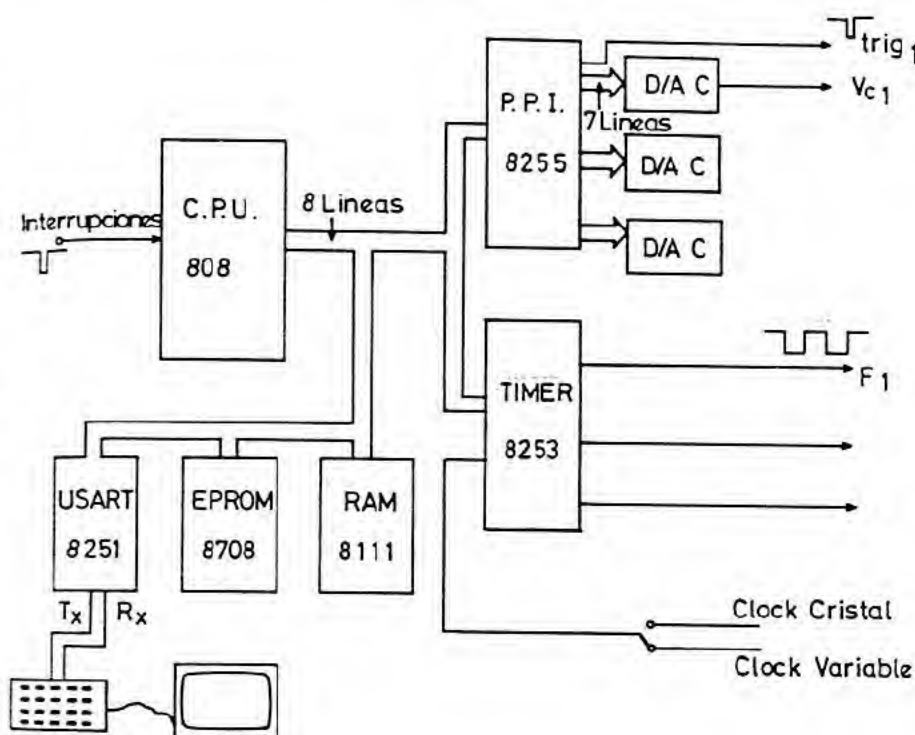 trig 1
D/A C
Vc 1
P. P. I.
7 Lineas
8255
D/A C
D/A C
C.P.U.
8 Lineas
Interrupciones
808
TIMER
8253
F 1
USART
8251
EPROM
8708
RAM
8111
Tx
Rx
Clock Cristal
Clock Variable